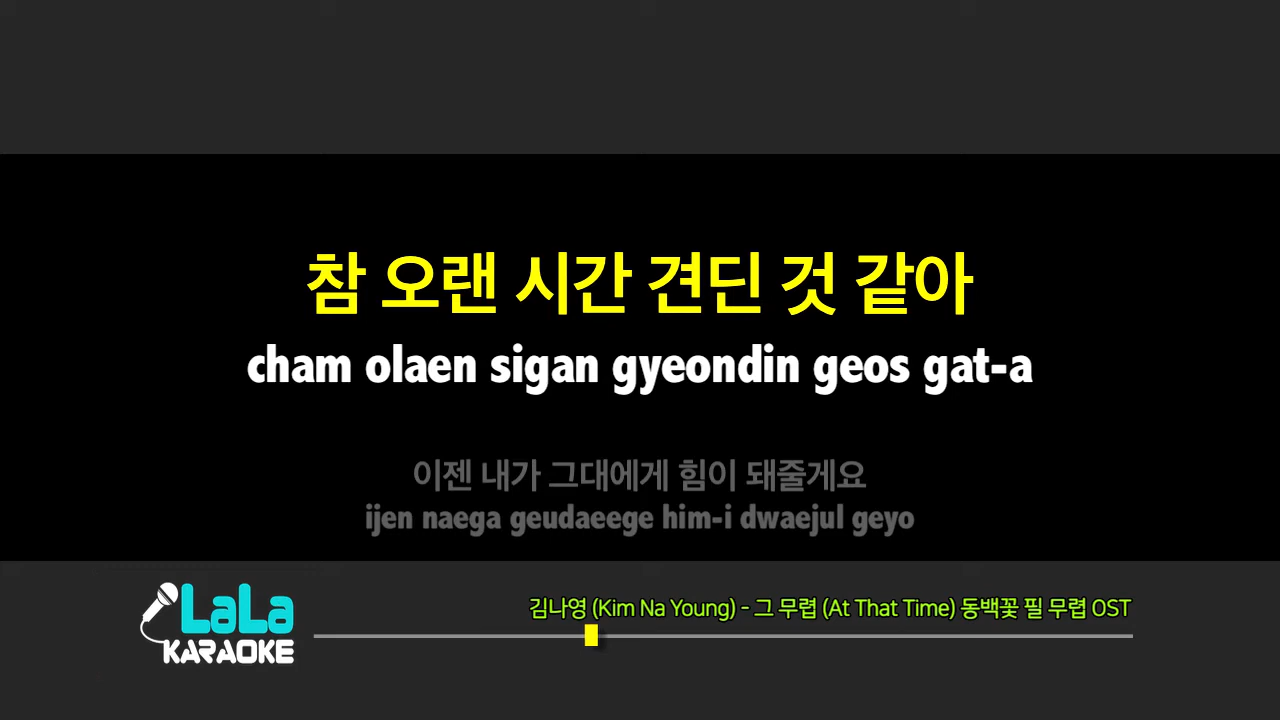 참 오랜 시간 견딘 것 같아
cham olaen sigan gyeondin geos gat-a
이젠 내가 그대에게 힘이 돼줄게요
ijen naega geudaeege him-i dwaejul geyo
LaLa
KARAOKE
김나영 (Kim Na Young) - 그 무렵 (At That Time) 동백꽃 필 무렵 OST